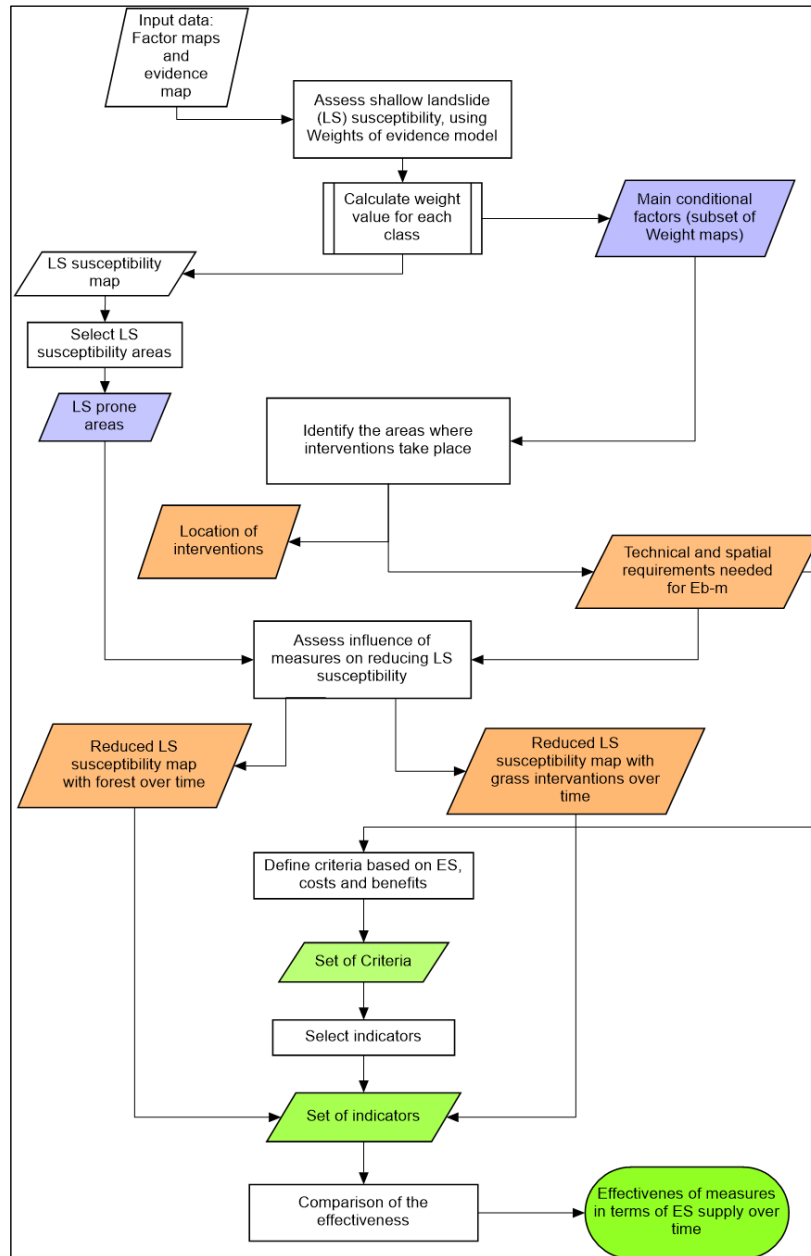 Input data:
Factor maps
and
evidence
map
Assess shallow landslide
(LS) susceptibility, using
Weights of evidence model
Calculate weight
value for each
class
Main conditional
factors (subset of
Weight maps)
LS susceptibility
map
Select LS
susceptibility areas
LS prone
areas
Identify the areas where
interventions take place
Location of
interventions
Technical and spatial
requirements needed
for Eb-m
Assess influence of
measures on reducing LS
susceptibility
Reduced LS
susceptibility map
with forest over time
Reduced LS
susceptibility map with
grass intervantions over
time
Define criteria based on ES,
costs and benefits
Set of Criteria
Select indicators
Set of indicators
Comparison of the
effectiveness
Effectivenes of measures
in terms of ES supply over
time